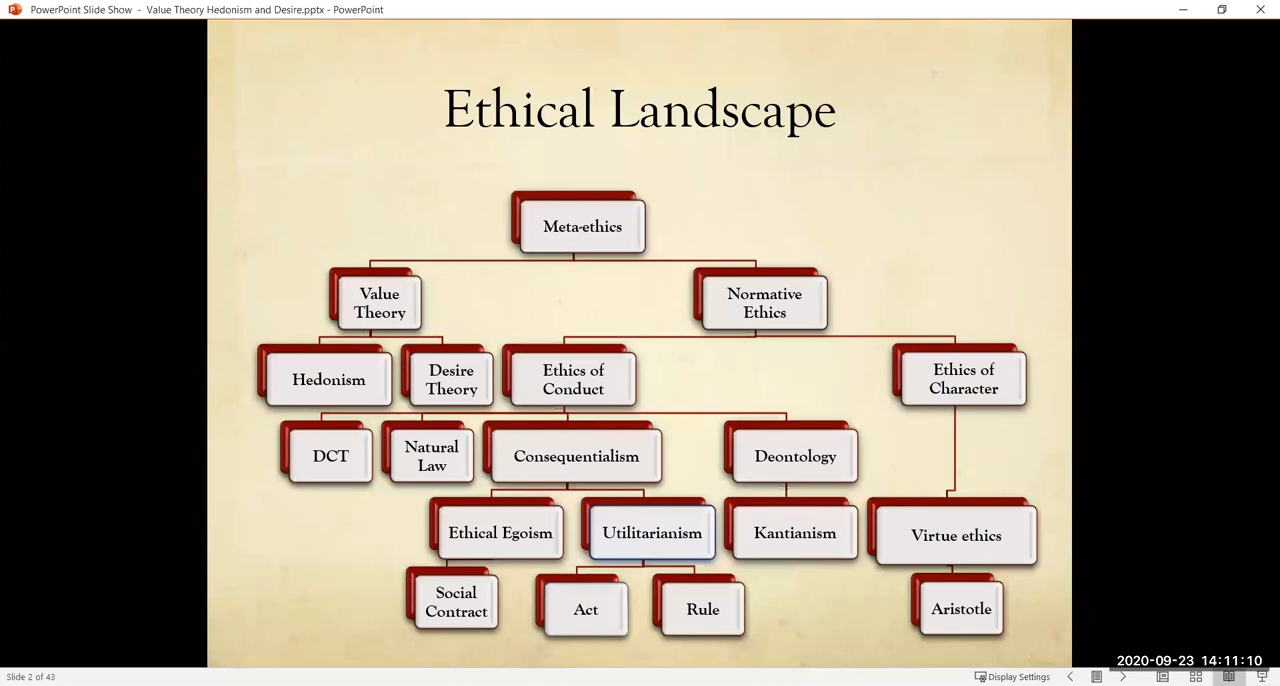 PowerPoint Slide Show - Value Theory Hedonism and Desire.pptx - PowerPoint
Ethical Landscape
Meta-ethics
Value
Theory
Normative
Ethics
Hedonism
Desire
Theory
Ethics of
Conduct
Ethics of
Character
DCT
Natural
Law
Consequentialism
Deontology
Ethical Egoism
Utilitarianism
Kantianism
Virtue ethics
Social
Contract
Act
Rule
Aristotle
2020-09-23 14:11:10
Slide 2 of 43
Display Settings